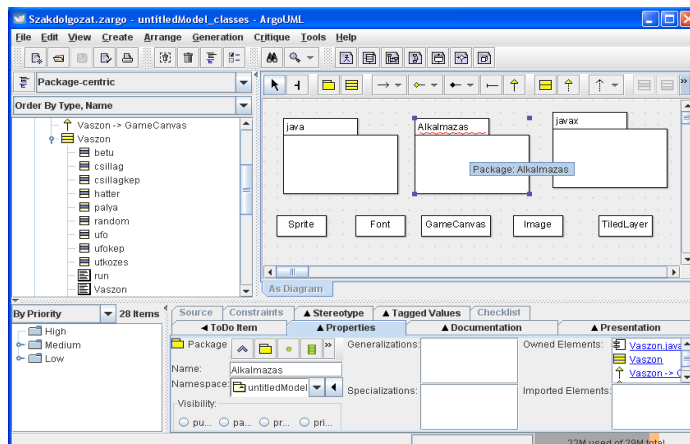 Szakdolgozat.zargo - untitledModel_classes - ArgoUML
File Edit View Create Arrange Generation Critique Tools Help
Package-centric
Order By Type, Name
Vaszon -> GameCanvas
Vaszon
betu
csillag
csillagkep
hatter
palya
random
ufo
ufokep
utkozes
run
Vaszon
java
Alkalmazas
javax
Package: Alkalmazas
Sprite
Font
GameCanvas
Image
TiledLayer
As Diagram
By Priority
28 Items
High
Medium
Low
Source
Constraints
▲ Stereotype
▲ Tagged Values
Checklist
◄ ToDo Item
▲ Properties
▲ Documentation
▲ Presentation
Package
»
Name:
Alkalmazas
Namespace:
untitledModel
Visibility:
pu...
pa...
pr...
pri...
Generalizations:
Specializations:
Owned Elements:
Vaszon.java
Vaszon
Vaszon ->
Imported Elements:
22M used of 29M total